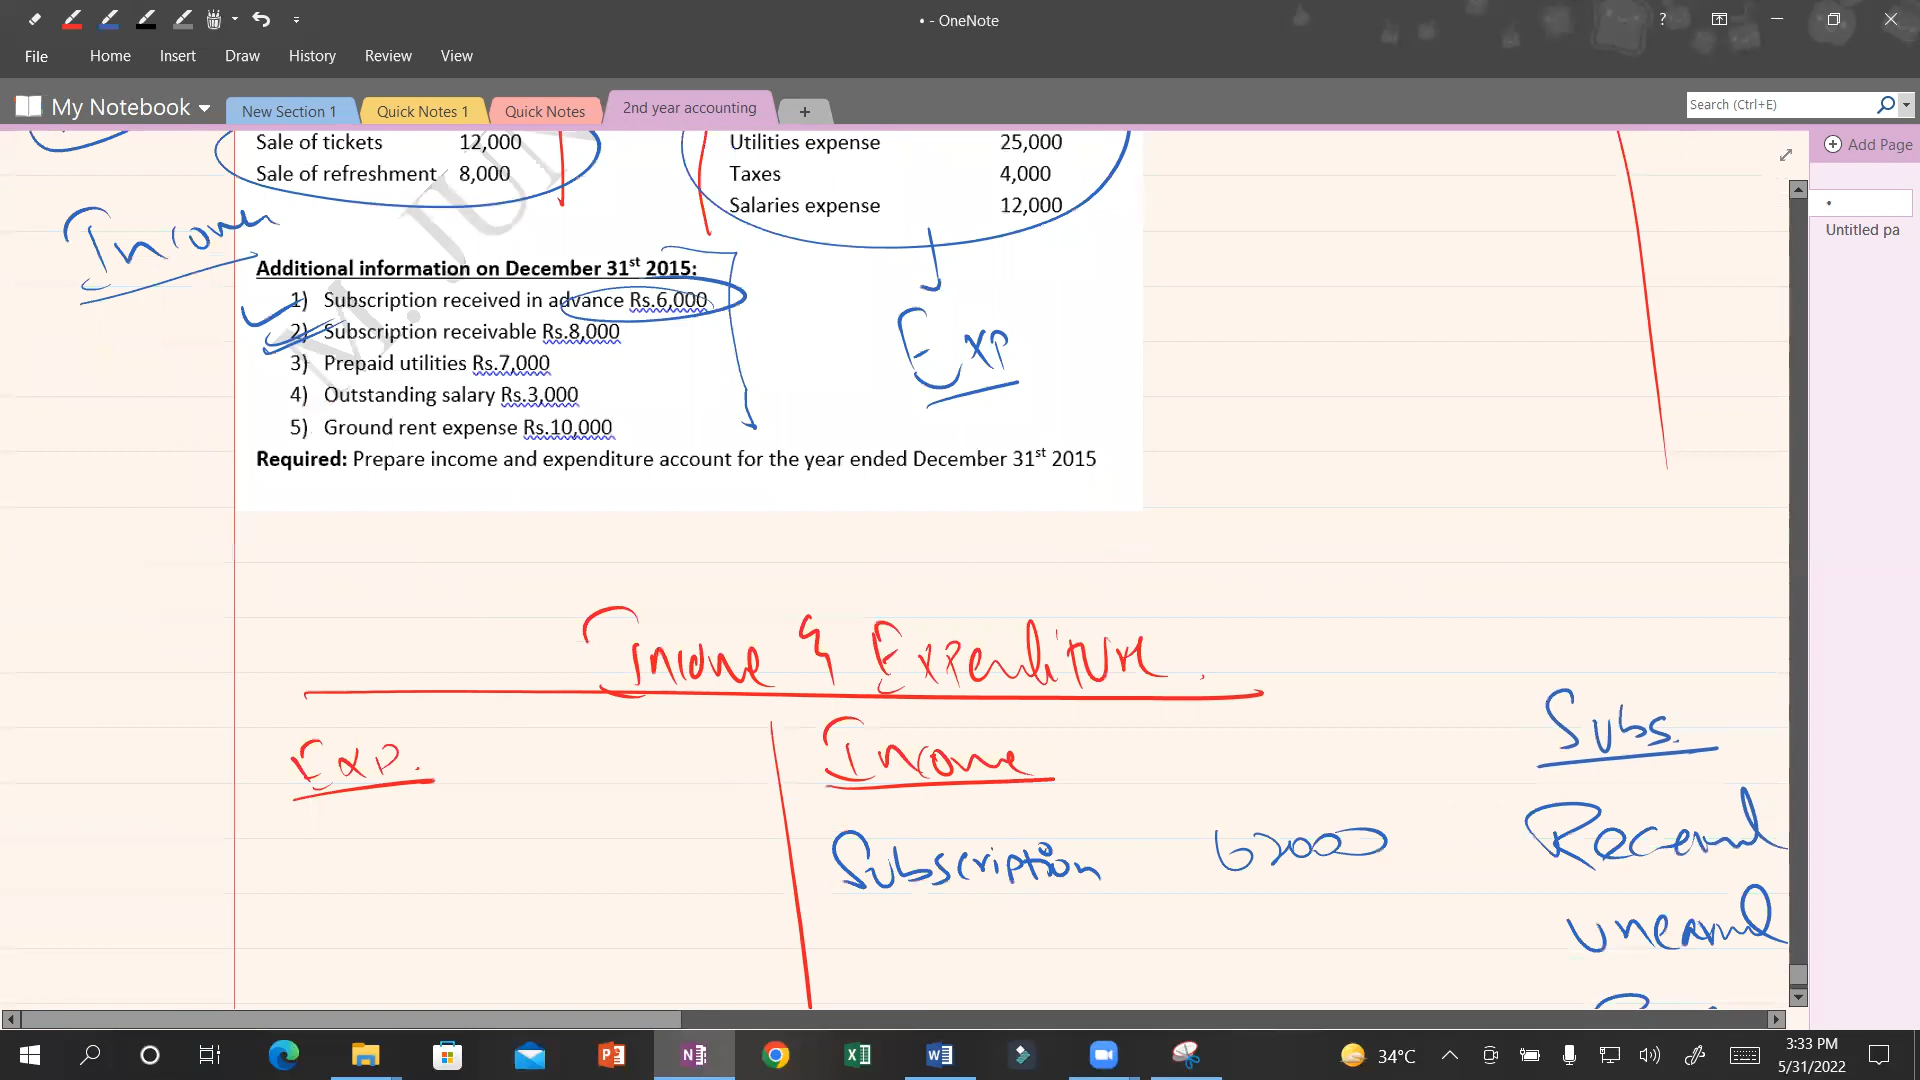 • - OneNote
?
File Home Insert Draw History Review View
My Notebook New Section 1 Quick Notes 1 Quick Notes 2nd year accounting +
Search (Ctrl+E)
Add Page
•
Untitled pa
Sale of tickets 12,000 Utilities expense 25,000
Sale of refreshment 8,000 Taxes 4,000
Salaries expense 12,000
Income
Additional information on December 31st 2015:
1) Subscription received in advance Rs.6,000
2) Subscription receivable Rs.8,000
3) Prepaid utilities Rs.7,000
4) Outstanding salary Rs.3,000
5) Ground rent expense Rs.10,000
Exp
Required: Prepare income and expenditure account for the year ended December 31st 2015
M. JUN
Income & Expenditure.
Exp. Income
Subscription 62000
Subs.
unearned
34°C
3:33 PM
5/31/2022